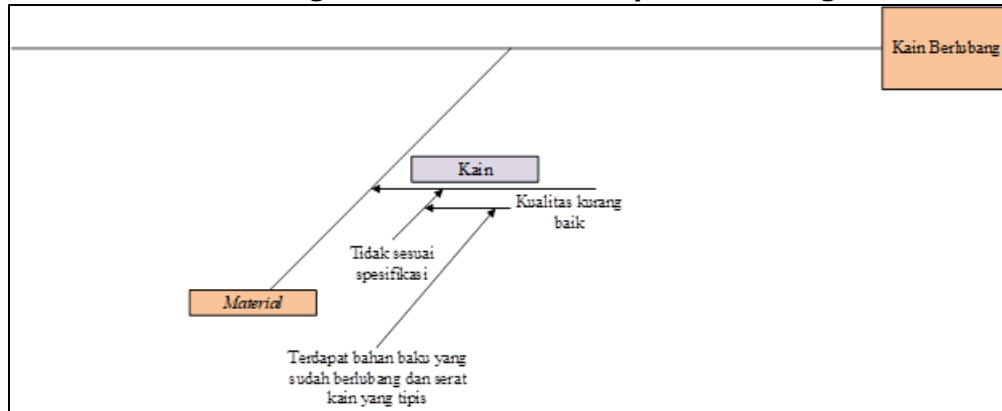 Kain Berlubang
Kain
Kualitas kurang
baik
Tidak sesuai
spesifikasi
Material
Terdapat bahan baku yang
sudah berlubang dan serat
kain yang tipis